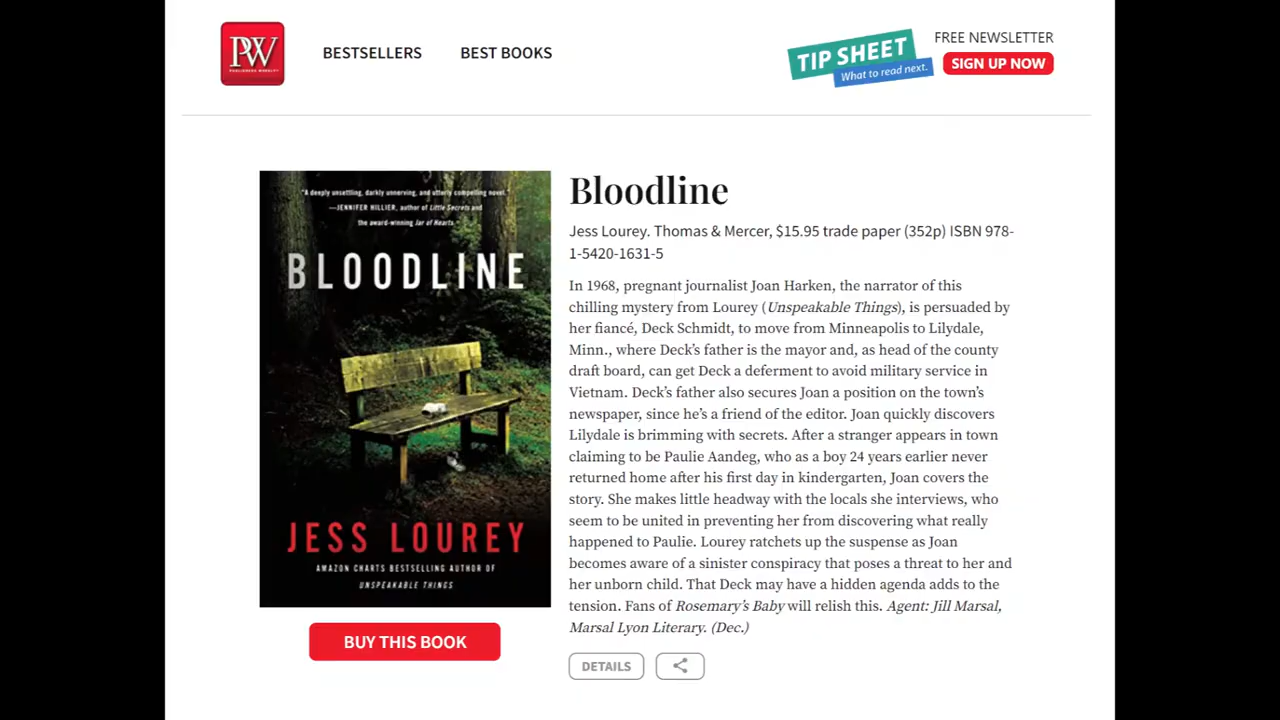 PW
PUBLISHERS WEEKLY
BESTSELLERS
BEST BOOKS
TIP SHEET
What to read next.
FREE NEWSLETTER
SIGN UP NOW
"A deeply unsettling, darkly unnerving, and utterly compelling novel."
—JENNIFER HILLIER, author of Little Secrets and
the award-winning Jar of Hearts
BLOODLINE
JESS LOUREY
AMAZON CHARTS BESTSELLING AUTHOR OF
UNSPEAKABLE THINGS
BUY THIS BOOK
Bloodline
Jess Lourey. Thomas & Mercer, $15.95 trade paper (352p) ISBN 978-
1-5420-1631-5
In 1968, pregnant journalist Joan Harken, the narrator of this
chilling mystery from Lourey (Unspeakable Things), is persuaded by
her fiancé, Deck Schmidt, to move from Minneapolis to Lilydale,
Minn., where Deck’s father is the mayor and, as head of the county
draft board, can get Deck a deferment to avoid military service in
Vietnam. Deck’s father also secures Joan a position on the town’s
newspaper, since he’s a friend of the editor. Joan quickly discovers
Lilydale is brimming with secrets. After a stranger appears in town
claiming to be Paulie Aandeg, who as a boy 24 years earlier never
returned home after his first day in kindergarten, Joan covers the
story. She makes little headway with the locals she interviews, who
seem to be united in preventing her from discovering what really
happened to Paulie. Lourey ratchets up the suspense as Joan
becomes aware of a sinister conspiracy that poses a threat to her and
her unborn child. That Deck may have a hidden agenda adds to the
tension. Fans of Rosemary’s Baby will relish this. Agent: Jill Marsal,
Marsal Lyon Literary. (Dec.)
DETAILS